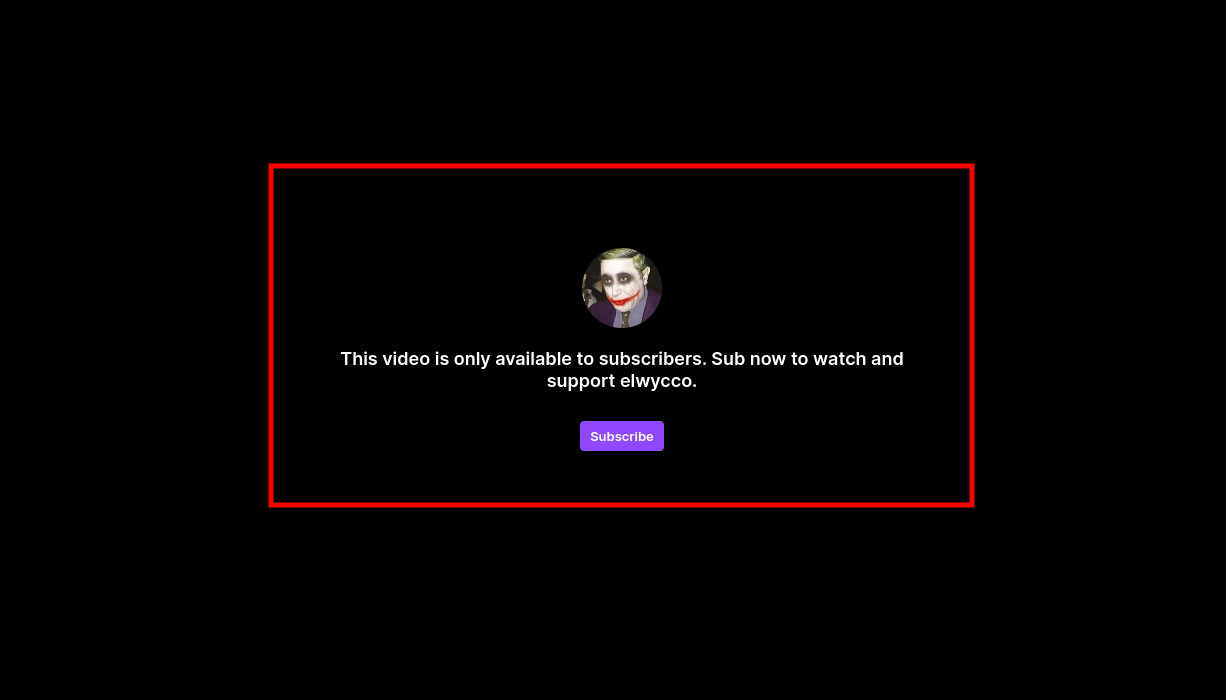 This video is only available to subscribers. Sub now to watch and
support elwycco.
Subscribe